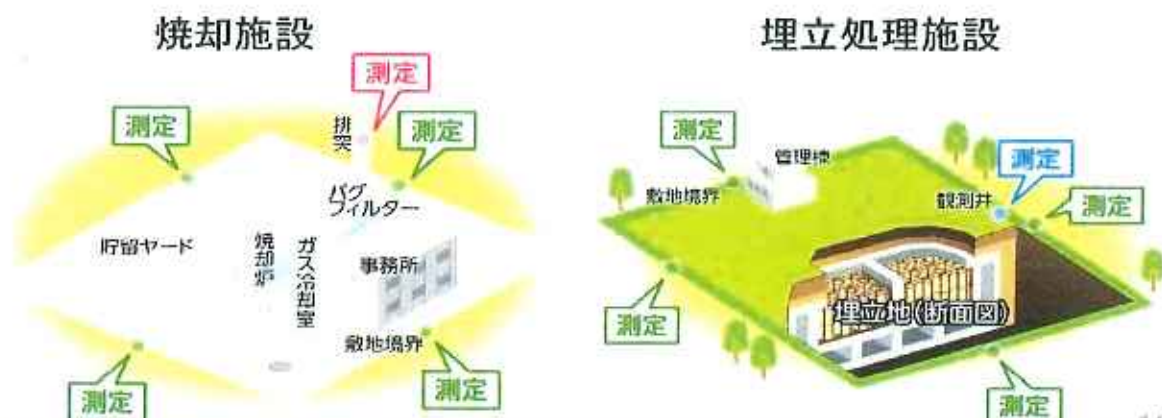 焼却施設
測定
測定
排突
測定
バグ
フィルター
貯留ヤード
焼却炉
ガス冷却室
事務所
敷地境界
測定
測定
埋立処理施設
測定
管理棟
測定
敷地境界
観測井
測定
測定
埋立地(断面図)
測定